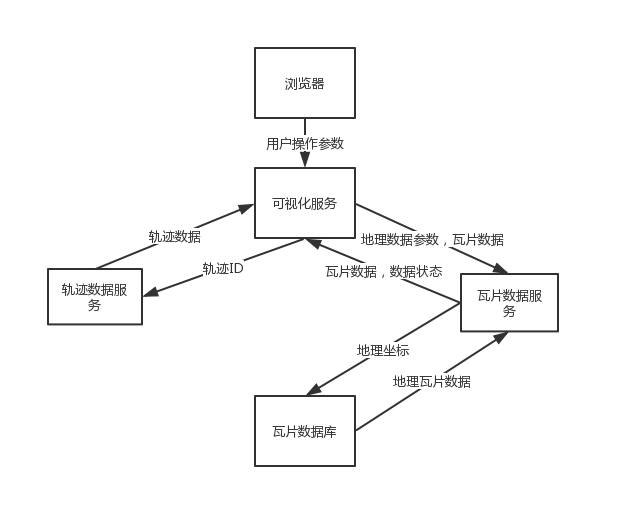 浏览器
用户操作参数
可视化服务
轨迹数据
地理数据参数，瓦片数据
轨迹ID
瓦片数据，数据状态
轨迹数据服
务
瓦片数据服
务
地理坐标
地理瓦片数据
瓦片数据库